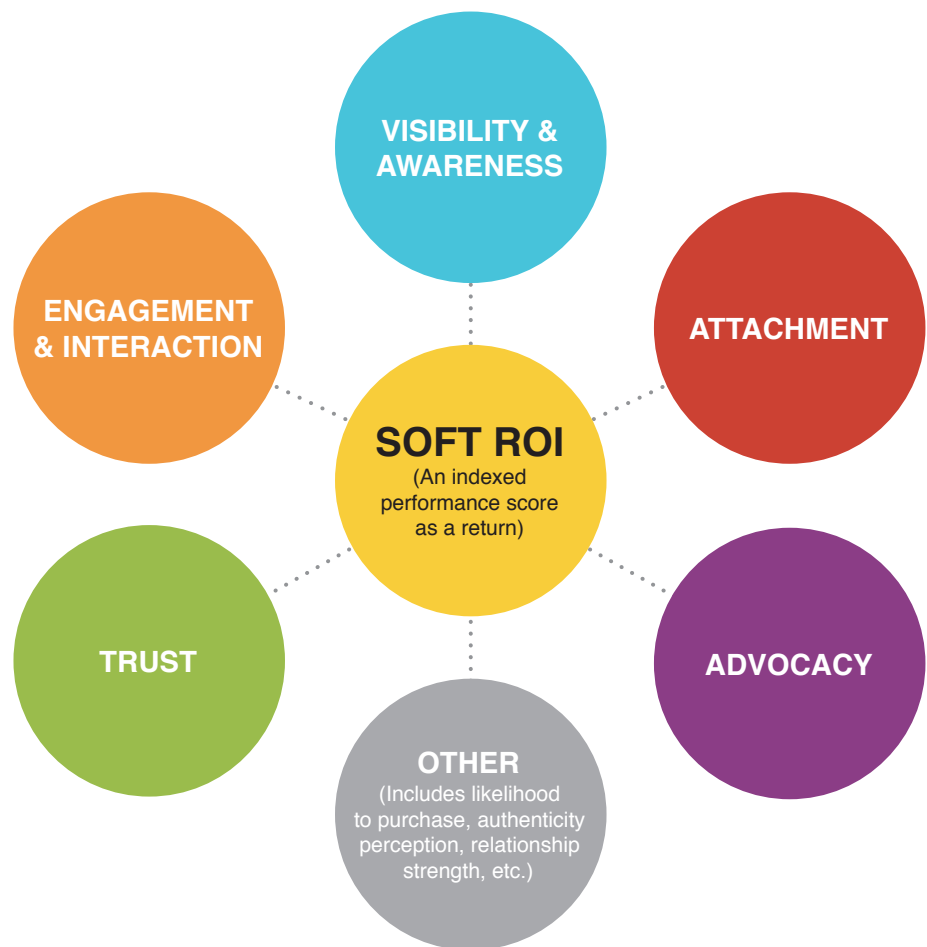 VISIBILITY &
AWARENESS
ENGAGEMENT
& INTERACTION
ATTACHMENT
SOFT ROI
(An indexed
performance score
as a return)
TRUST
ADVOCACY
OTHER
(Includes likelihood
to purchase, authenticity
perception, relationship
strength, etc.)